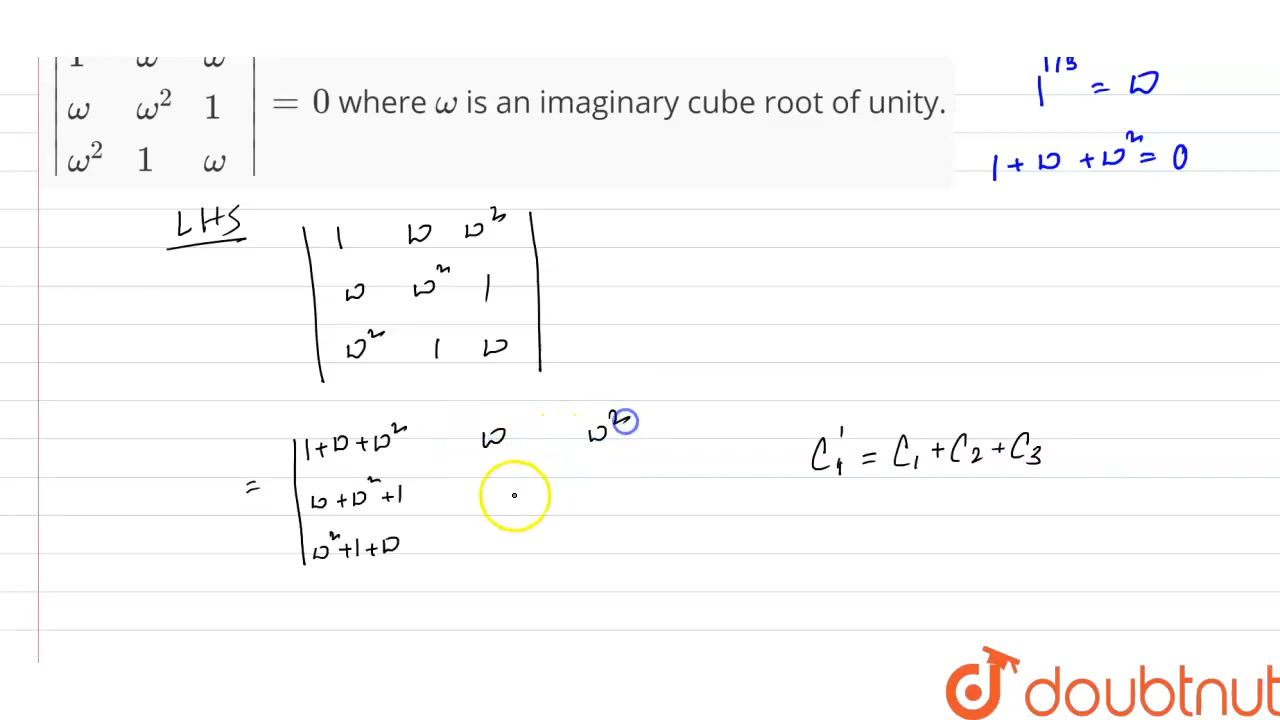 1 ω ω
ω ω² 1 = 0 where ω is an imaginary cube root of unity.
ω² 1 ω
1^{1/3} = ω
1 + ω + ω² = 0
LHS
1 ω ω²
ω ω² 1
ω² 1 ω
= 1+ω+ω² ω ω²
ω+ω²+1
ω²+1+ω
C₁' = C₁ + C₂ + C₃
doubtnut